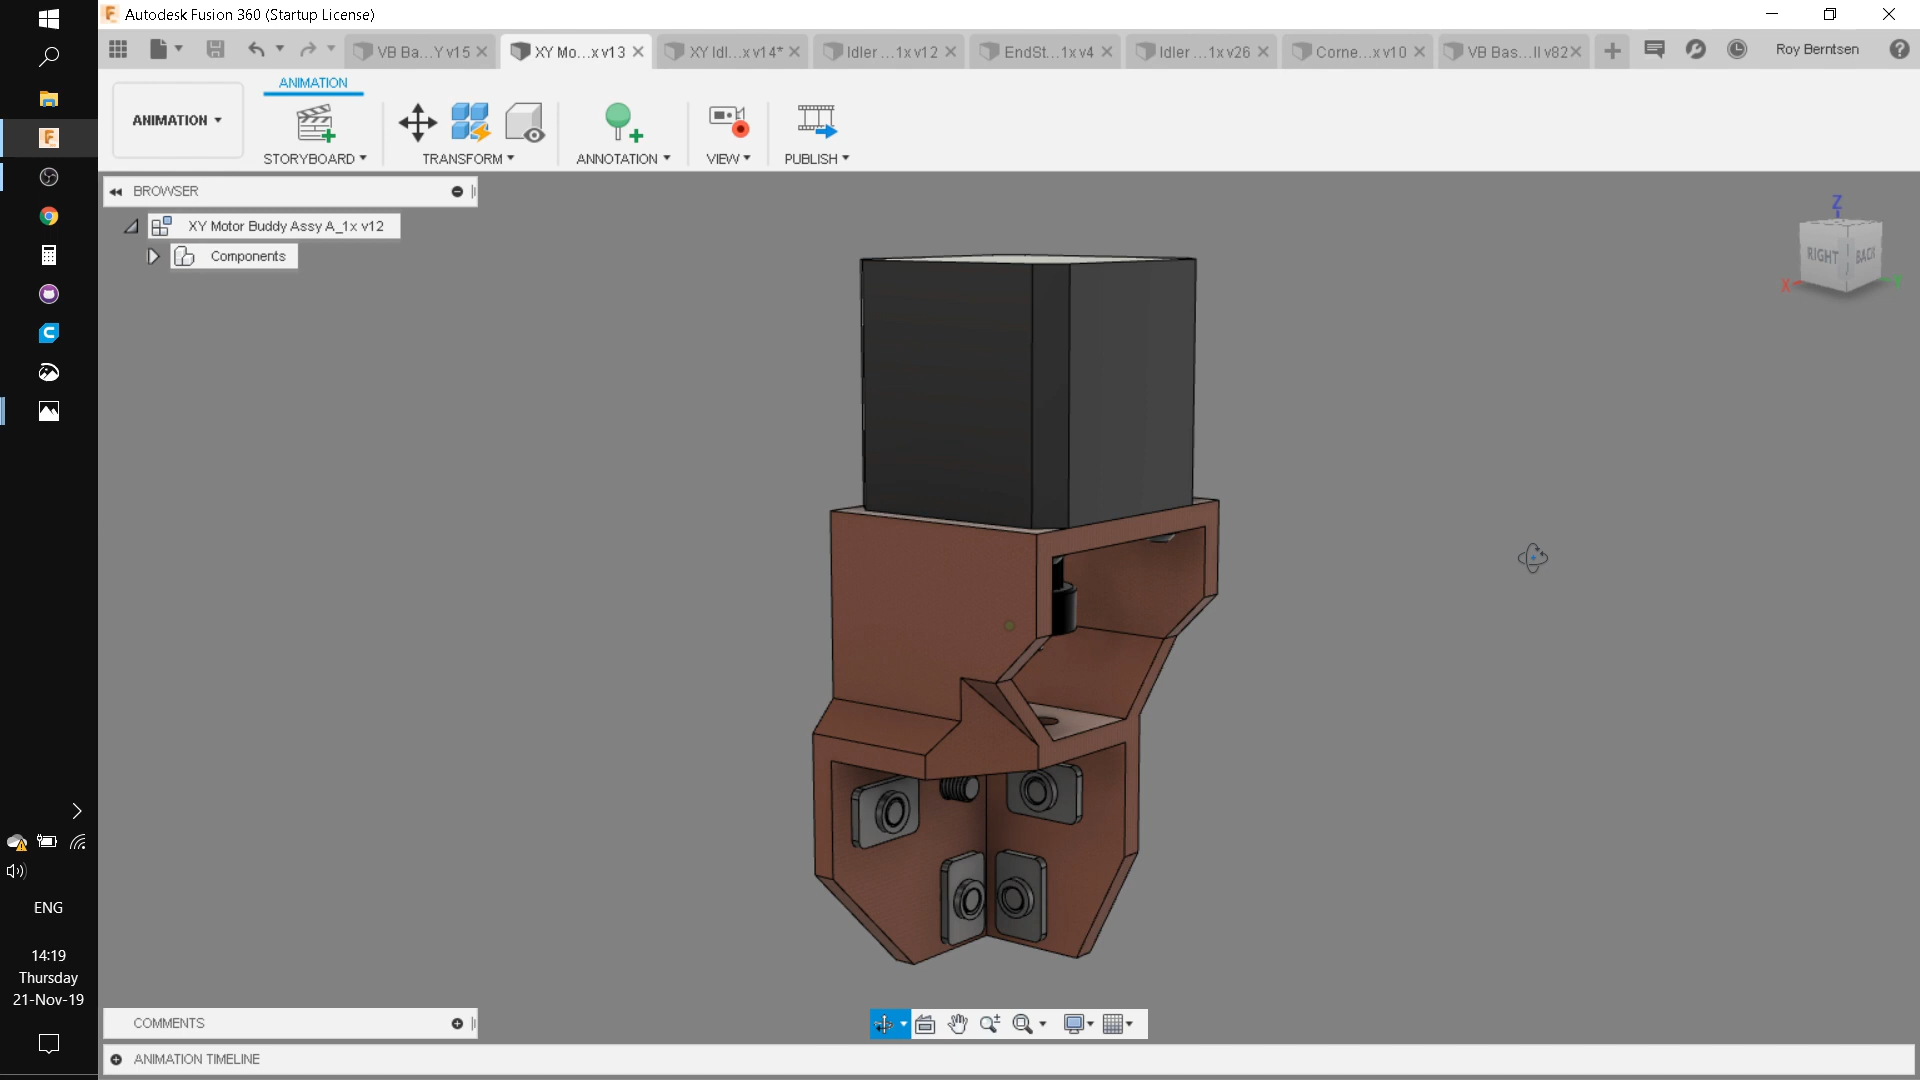 Autodesk Fusion 360 (Startup License)
VB Ba...Y v15
XY Mo...x v13
XY Idl...x v14*
Idler ...1x v12
EndSt...1x v4
Idler ...1x v26
Corne...x v10
VB Bas...ll v82
Roy Berntsen
ANIMATION
ANIMATION
STORYBOARD
TRANSFORM
ANNOTATION
VIEW
PUBLISH
BROWSER
XY Motor Buddy Assy A_1x v12
Components
Z
RIGHT
BACK
X
Y
ENG
14:19
Thursday
21-Nov-19
COMMENTS
ANIMATION TIMELINE